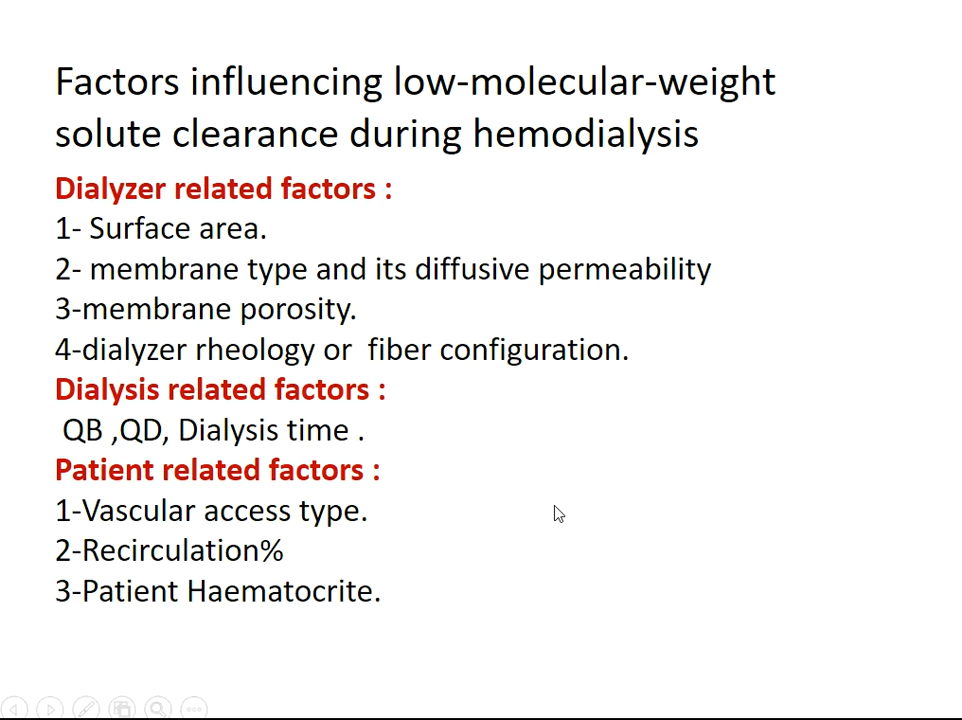 Factors influencing low-molecular-weight
solute clearance during hemodialysis
Dialyzer related factors :
1- Surface area.
2- membrane type and its diffusive permeability
3-membrane porosity.
4-dialyzer rheology or  fiber configuration.
Dialysis related factors :
QB ,QD, Dialysis time .
Patient related factors :
1-Vascular access type.
2-Recirculation%
3-Patient Haematocrite.